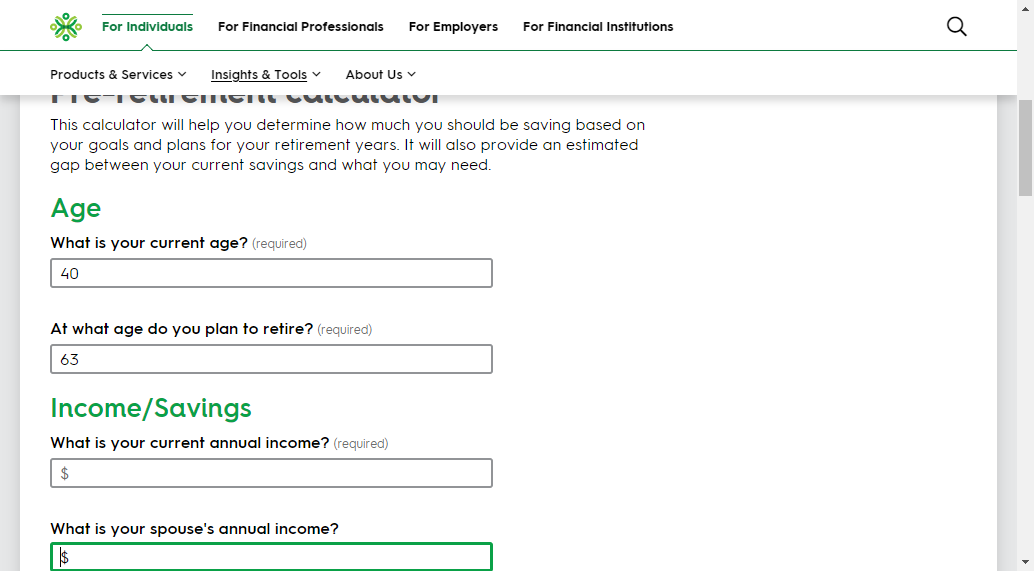 For Individuals For Financial Professionals For Employers For Financial Institutions
Products & Services Insights & Tools About Us
Pre-retirement calculator
This calculator will help you determine how much you should be saving based on
your goals and plans for your retirement years. It will also provide an estimated
gap between your current savings and what you may need.
Age
What is your current age? (required)
40
At what age do you plan to retire? (required)
63
Income/Savings
What is your current annual income? (required)
$
What is your spouse's annual income?
$